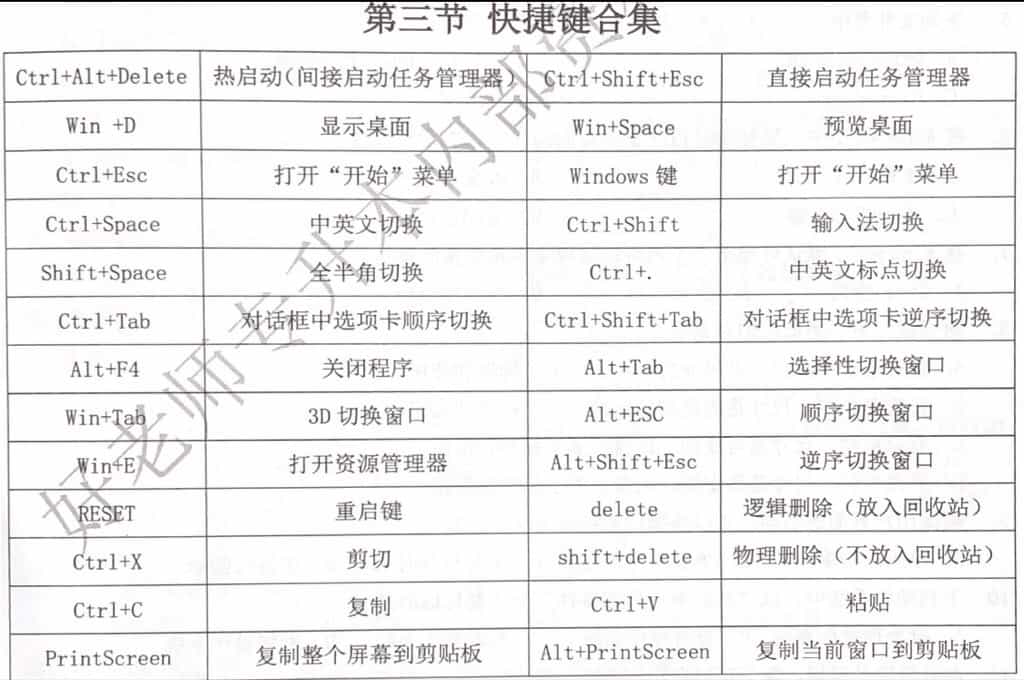 第三节 快捷键合集
Ctrl+Alt+Delete 热启动(间接启动任务管理器) Ctrl+Shift+Esc 直接启动任务管理器
Win +D 显示桌面 Win+Space 预览桌面
Ctrl+Esc 打开“开始”菜单 Windows 键 打开“开始”菜单
Ctrl+Space 中英文切换 Ctrl+Shift 输入法切换
Shift+Space 全半角切换 Ctrl+. 中英文标点切换
Ctrl+Tab 对话框中选项卡顺序切换 Ctrl+Shift+Tab 对话框中选项卡逆序切换
Alt+F4 关闭程序 Alt+Tab 选择性切换窗口
Win+Tab 3D 切换窗口 Alt+ESC 顺序切换窗口
Win+E 打开资源管理器 Alt+Shift+Esc 逆序切换窗口
RESET 重启键 delete 逻辑删除（放入回收站）
Ctrl+X 剪切 shift+delete 物理删除（不放入回收站）
Ctrl+C 复制 Ctrl+V 粘贴
PrintScreen 复制整个屏幕到剪贴板 Alt+PrintScreen 复制当前窗口到剪贴板
好老师专升本内部资